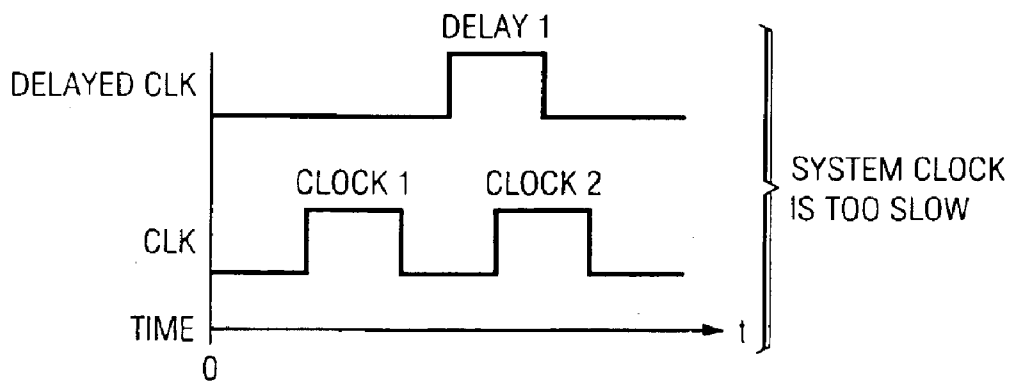 DELAY 1
DELAYED CLK
CLOCK 1
CLOCK 2
SYSTEM CLOCK
IS TOO SLOW
CLK
TIME
t
0